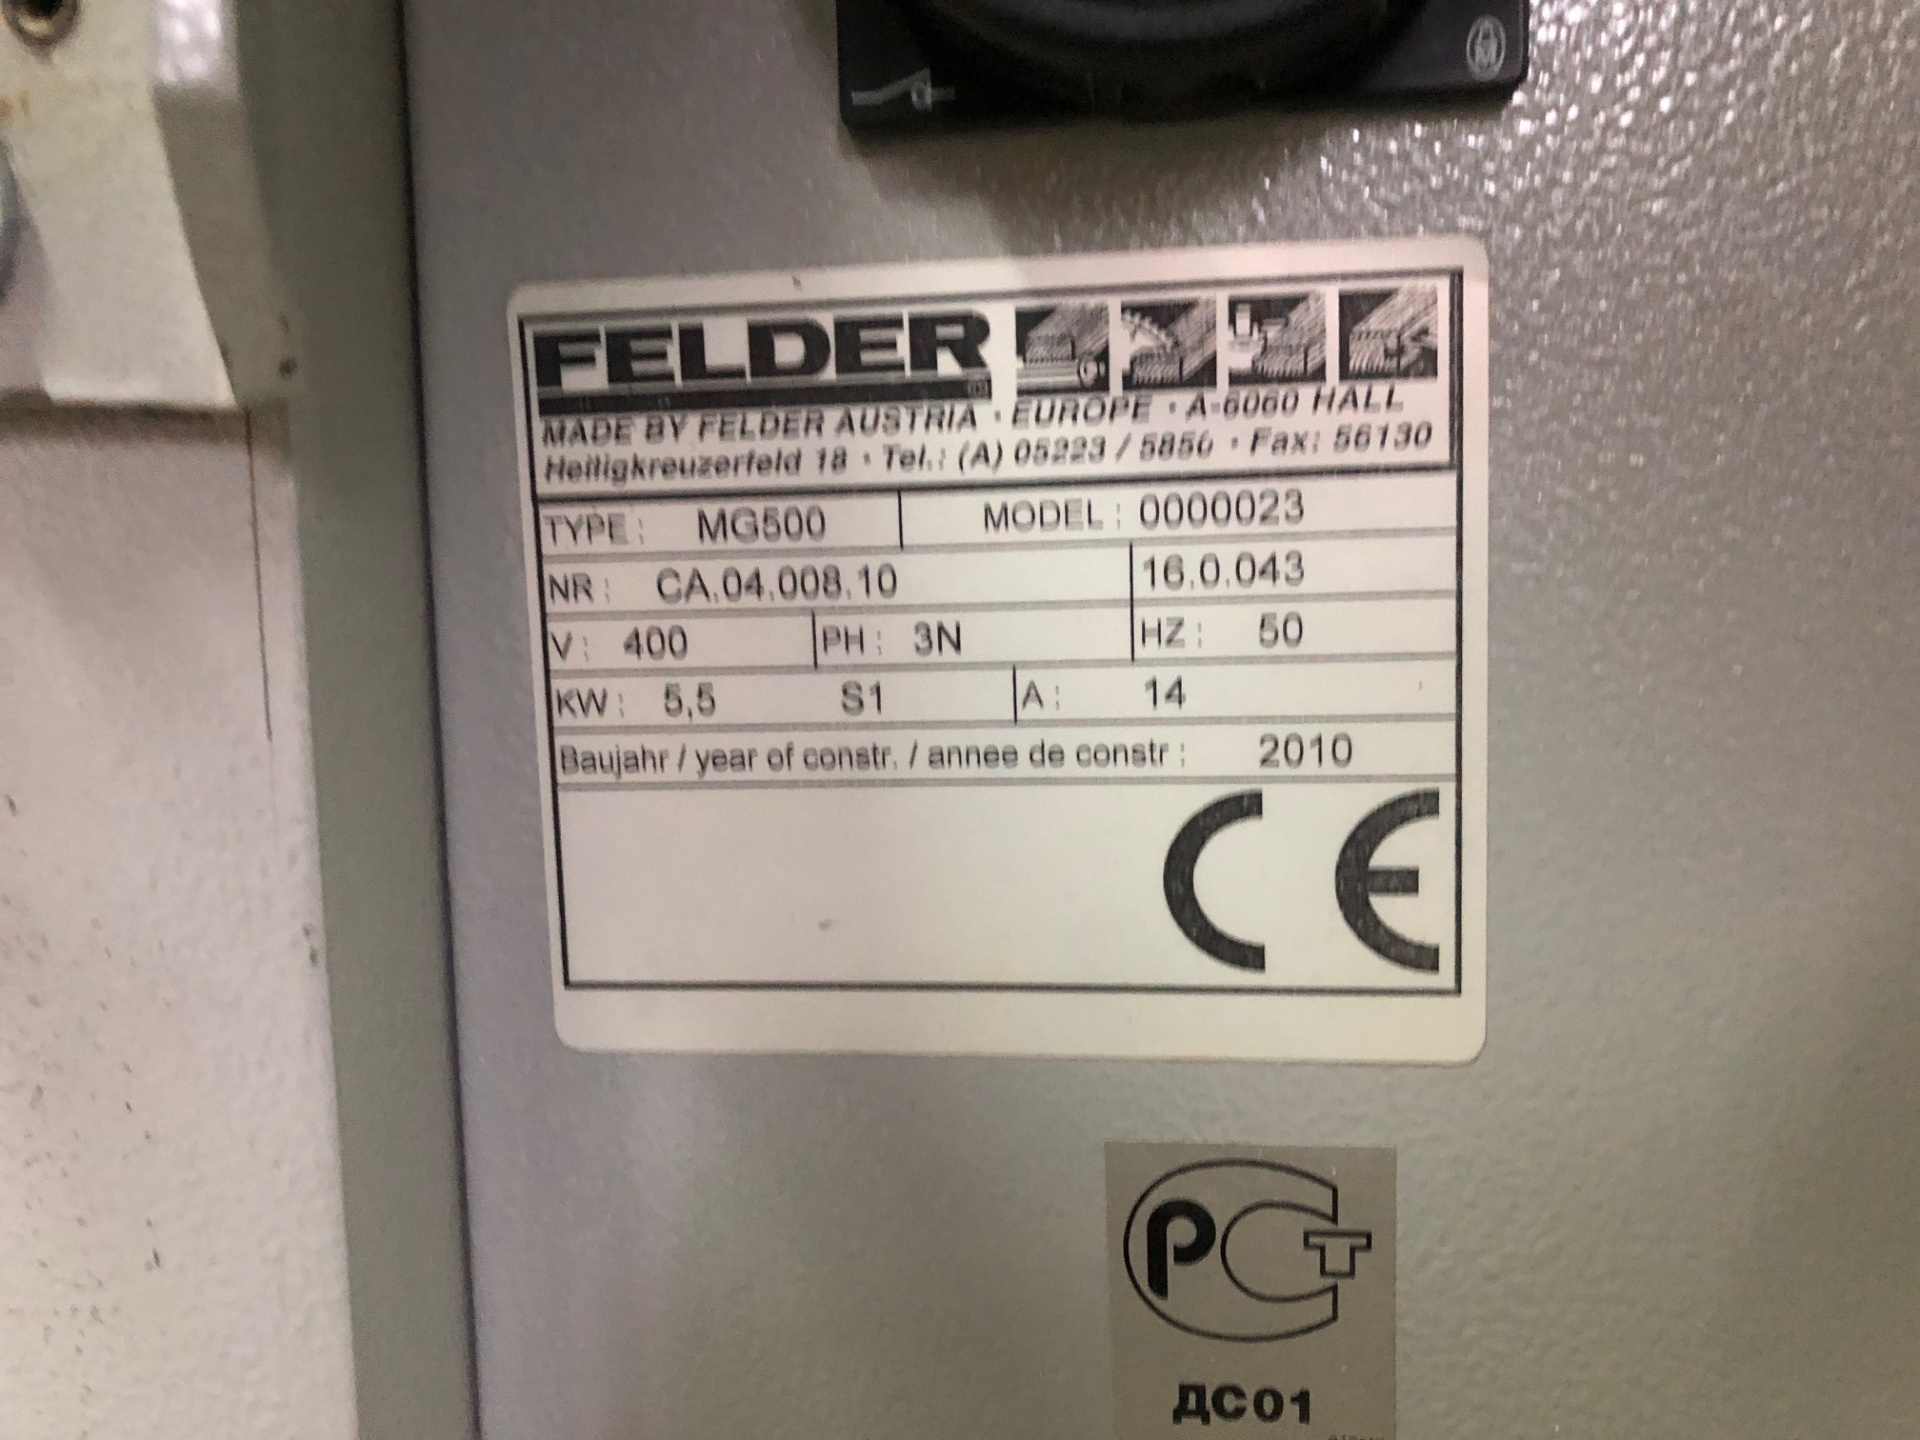 FELDER
MADE BY FELDER AUSTRIA · EUROPE · A-6060 HALL
Heiligkreuzerfeld 18 · Tel.: (A) 05223 / 5850 · Fax: 56130
TYPE: MG500 MODEL: 0000023
NR: CA.04.008.10 16.0.043
V: 400 PH: 3N HZ: 50
KW: 5,5 S1 A: 14
Baujahr / year of constr. / annee de constr: 2010
CE
РСТ
ДС01